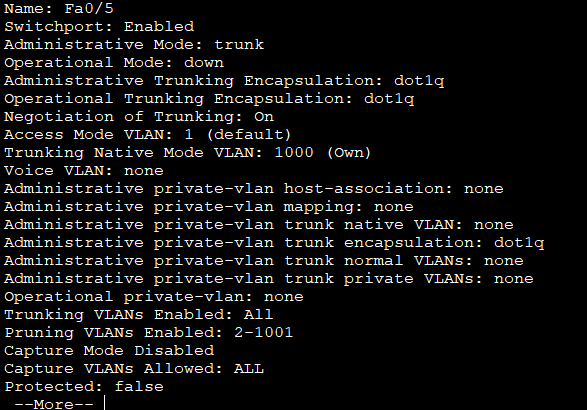 Name: Fa0/5
Switchport: Enabled
Administrative Mode: trunk
Operational Mode: down
Administrative Trunking Encapsulation: dot1q
Operational Trunking Encapsulation: dot1q
Negotiation of Trunking: On
Access Mode VLAN: 1 (default)
Trunking Native Mode VLAN: 1000 (Own)
Voice VLAN: none
Administrative private-vlan host-association: none
Administrative private-vlan mapping: none
Administrative private-vlan trunk native VLAN: none
Administrative private-vlan trunk encapsulation: dot1q
Administrative private-vlan trunk normal VLANs: none
Administrative private-vlan trunk private VLANs: none
Operational private-vlan: none
Trunking VLANs Enabled: All
Pruning VLANs Enabled: 2-1001
Capture Mode Disabled
Capture VLANs Allowed: ALL
Protected: false
--More--